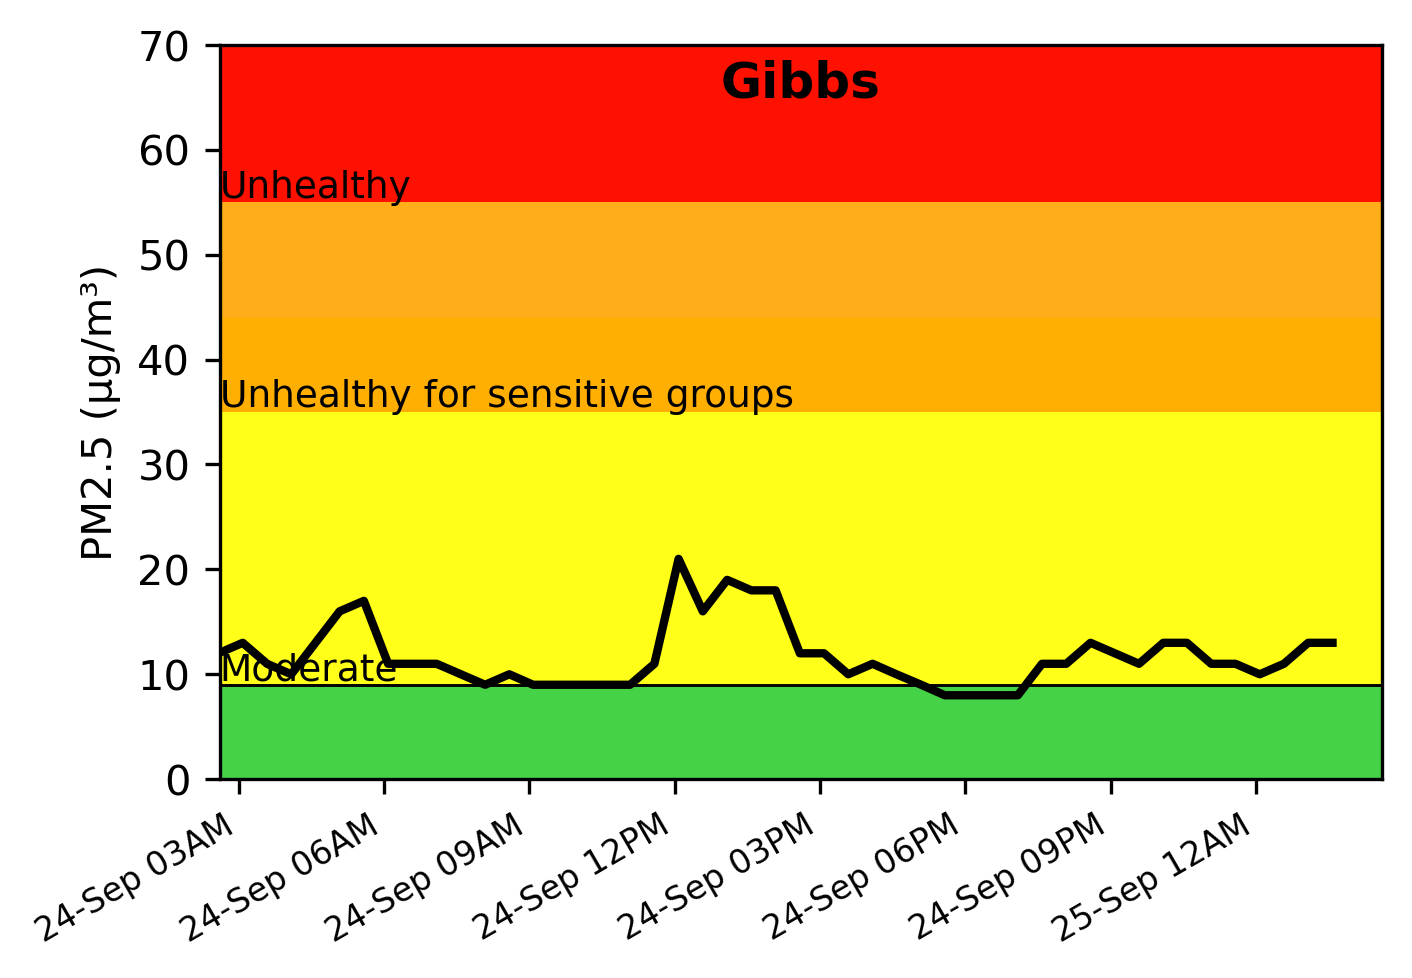 Gibbs
70
60
50
40
30
20
10
0
PM2.5 (μg/m³)
Unhealthy
Unhealthy for sensitive groups
Moderate
24-Sep 03AM
24-Sep 06AM
24-Sep 09AM
24-Sep 12PM
24-Sep 03PM
24-Sep 06PM
24-Sep 09PM
25-Sep 12AM